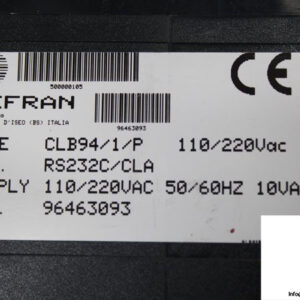 500000105
EFRAN
D'ISEO (BS) ITALIA
96463093
CE
E CLB94/1/P 110/220Vac
. RS232C/CLA
PLY 110/220VAC 50/60HZ 10VA
. 96463093